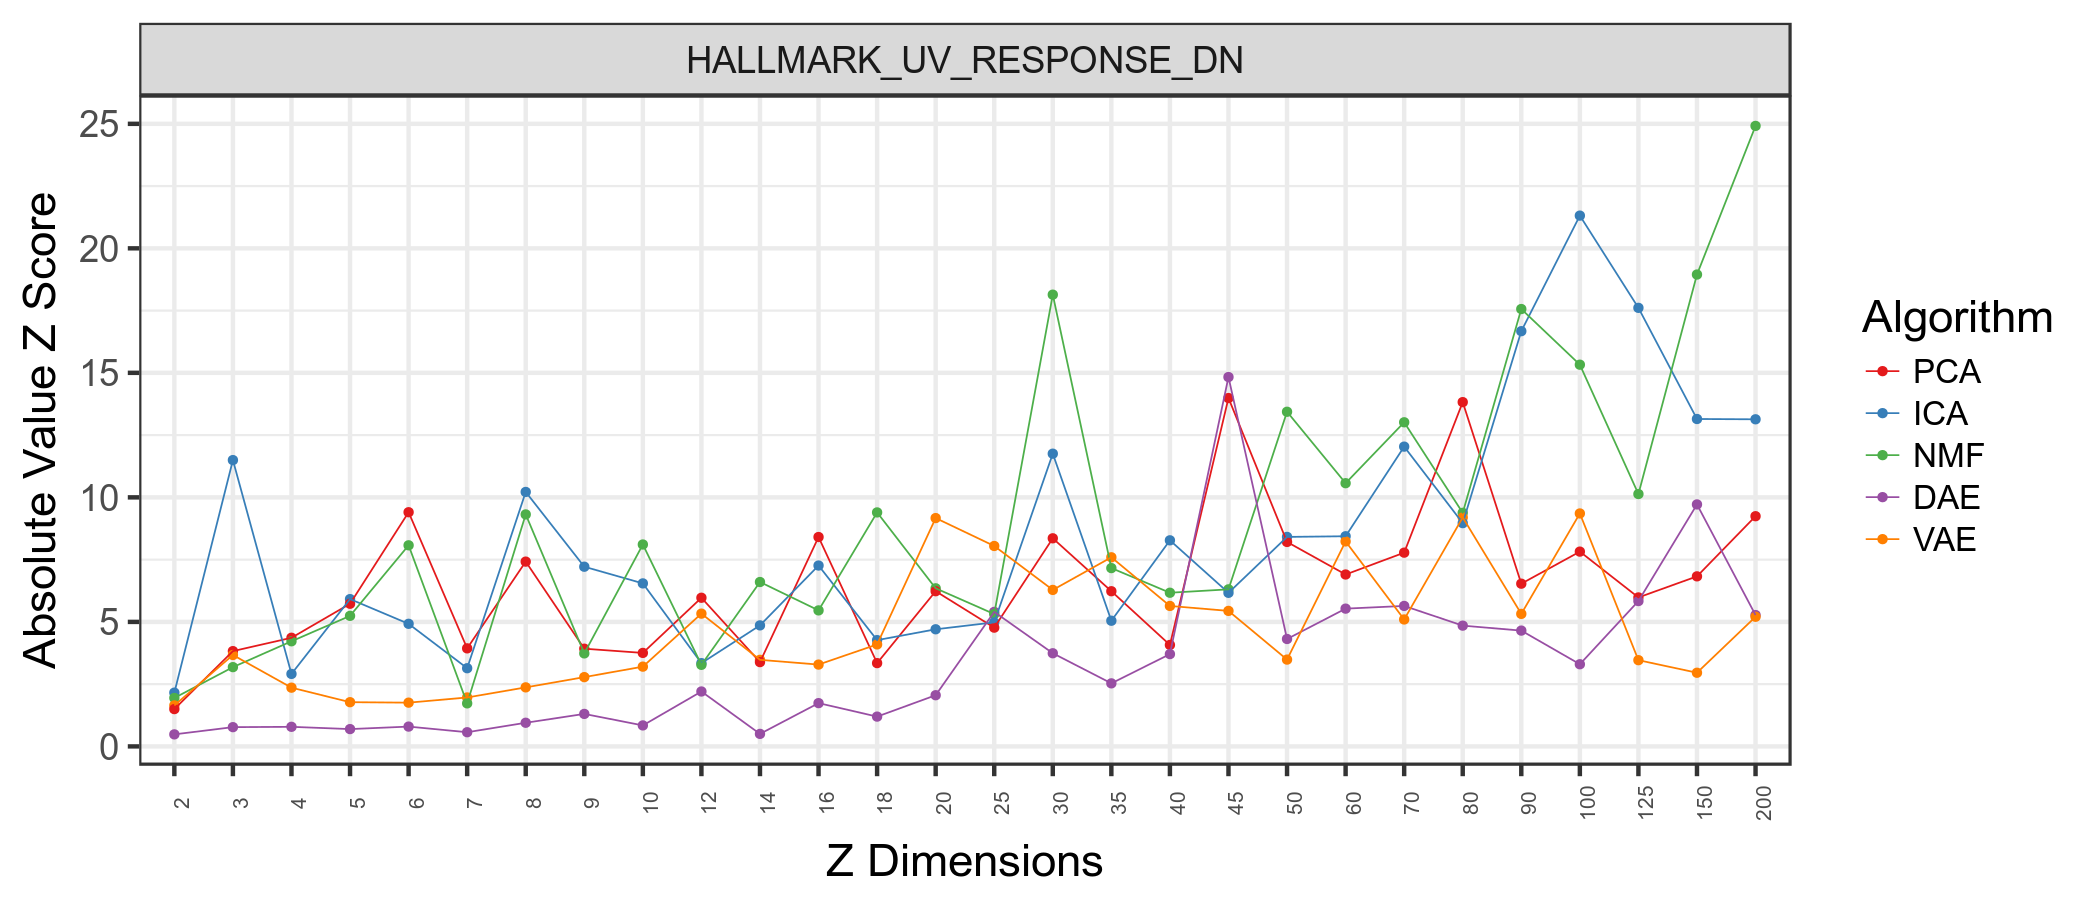 HALLMARK_UV_RESPONSE_DN
Absolute Value Z Score
25
20
15
10
5
0
2 3 4 5 6 7 8 9 10 12 14 16 18 20 25 30 35 40 45 50 60 70 80 90 100 125 150 200
Z Dimensions
Algorithm
PCA
ICA
NMF
DAE
VAE